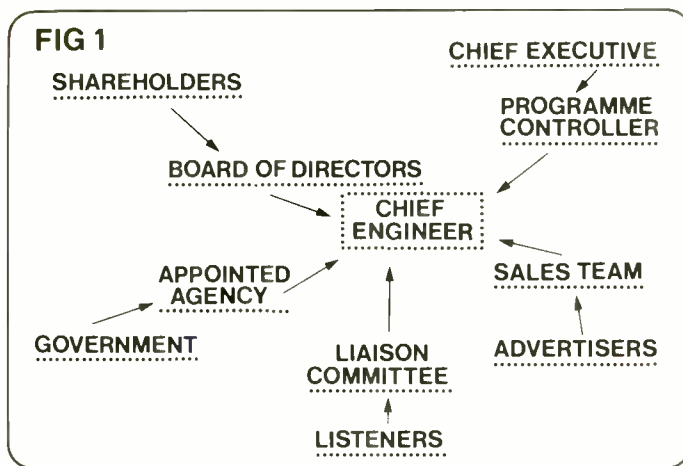 FIG 1
SHAREHOLDERS
CHIEF EXECUTIVE
PROGRAMME
CONTROLLER
BOARD OF DIRECTORS
CHIEF
ENGINEER
APPOINTED
AGENCY
SALES TEAM
GOVERNMENT
LIAISON
COMMITTEE
ADVERTISERS
LISTENERS